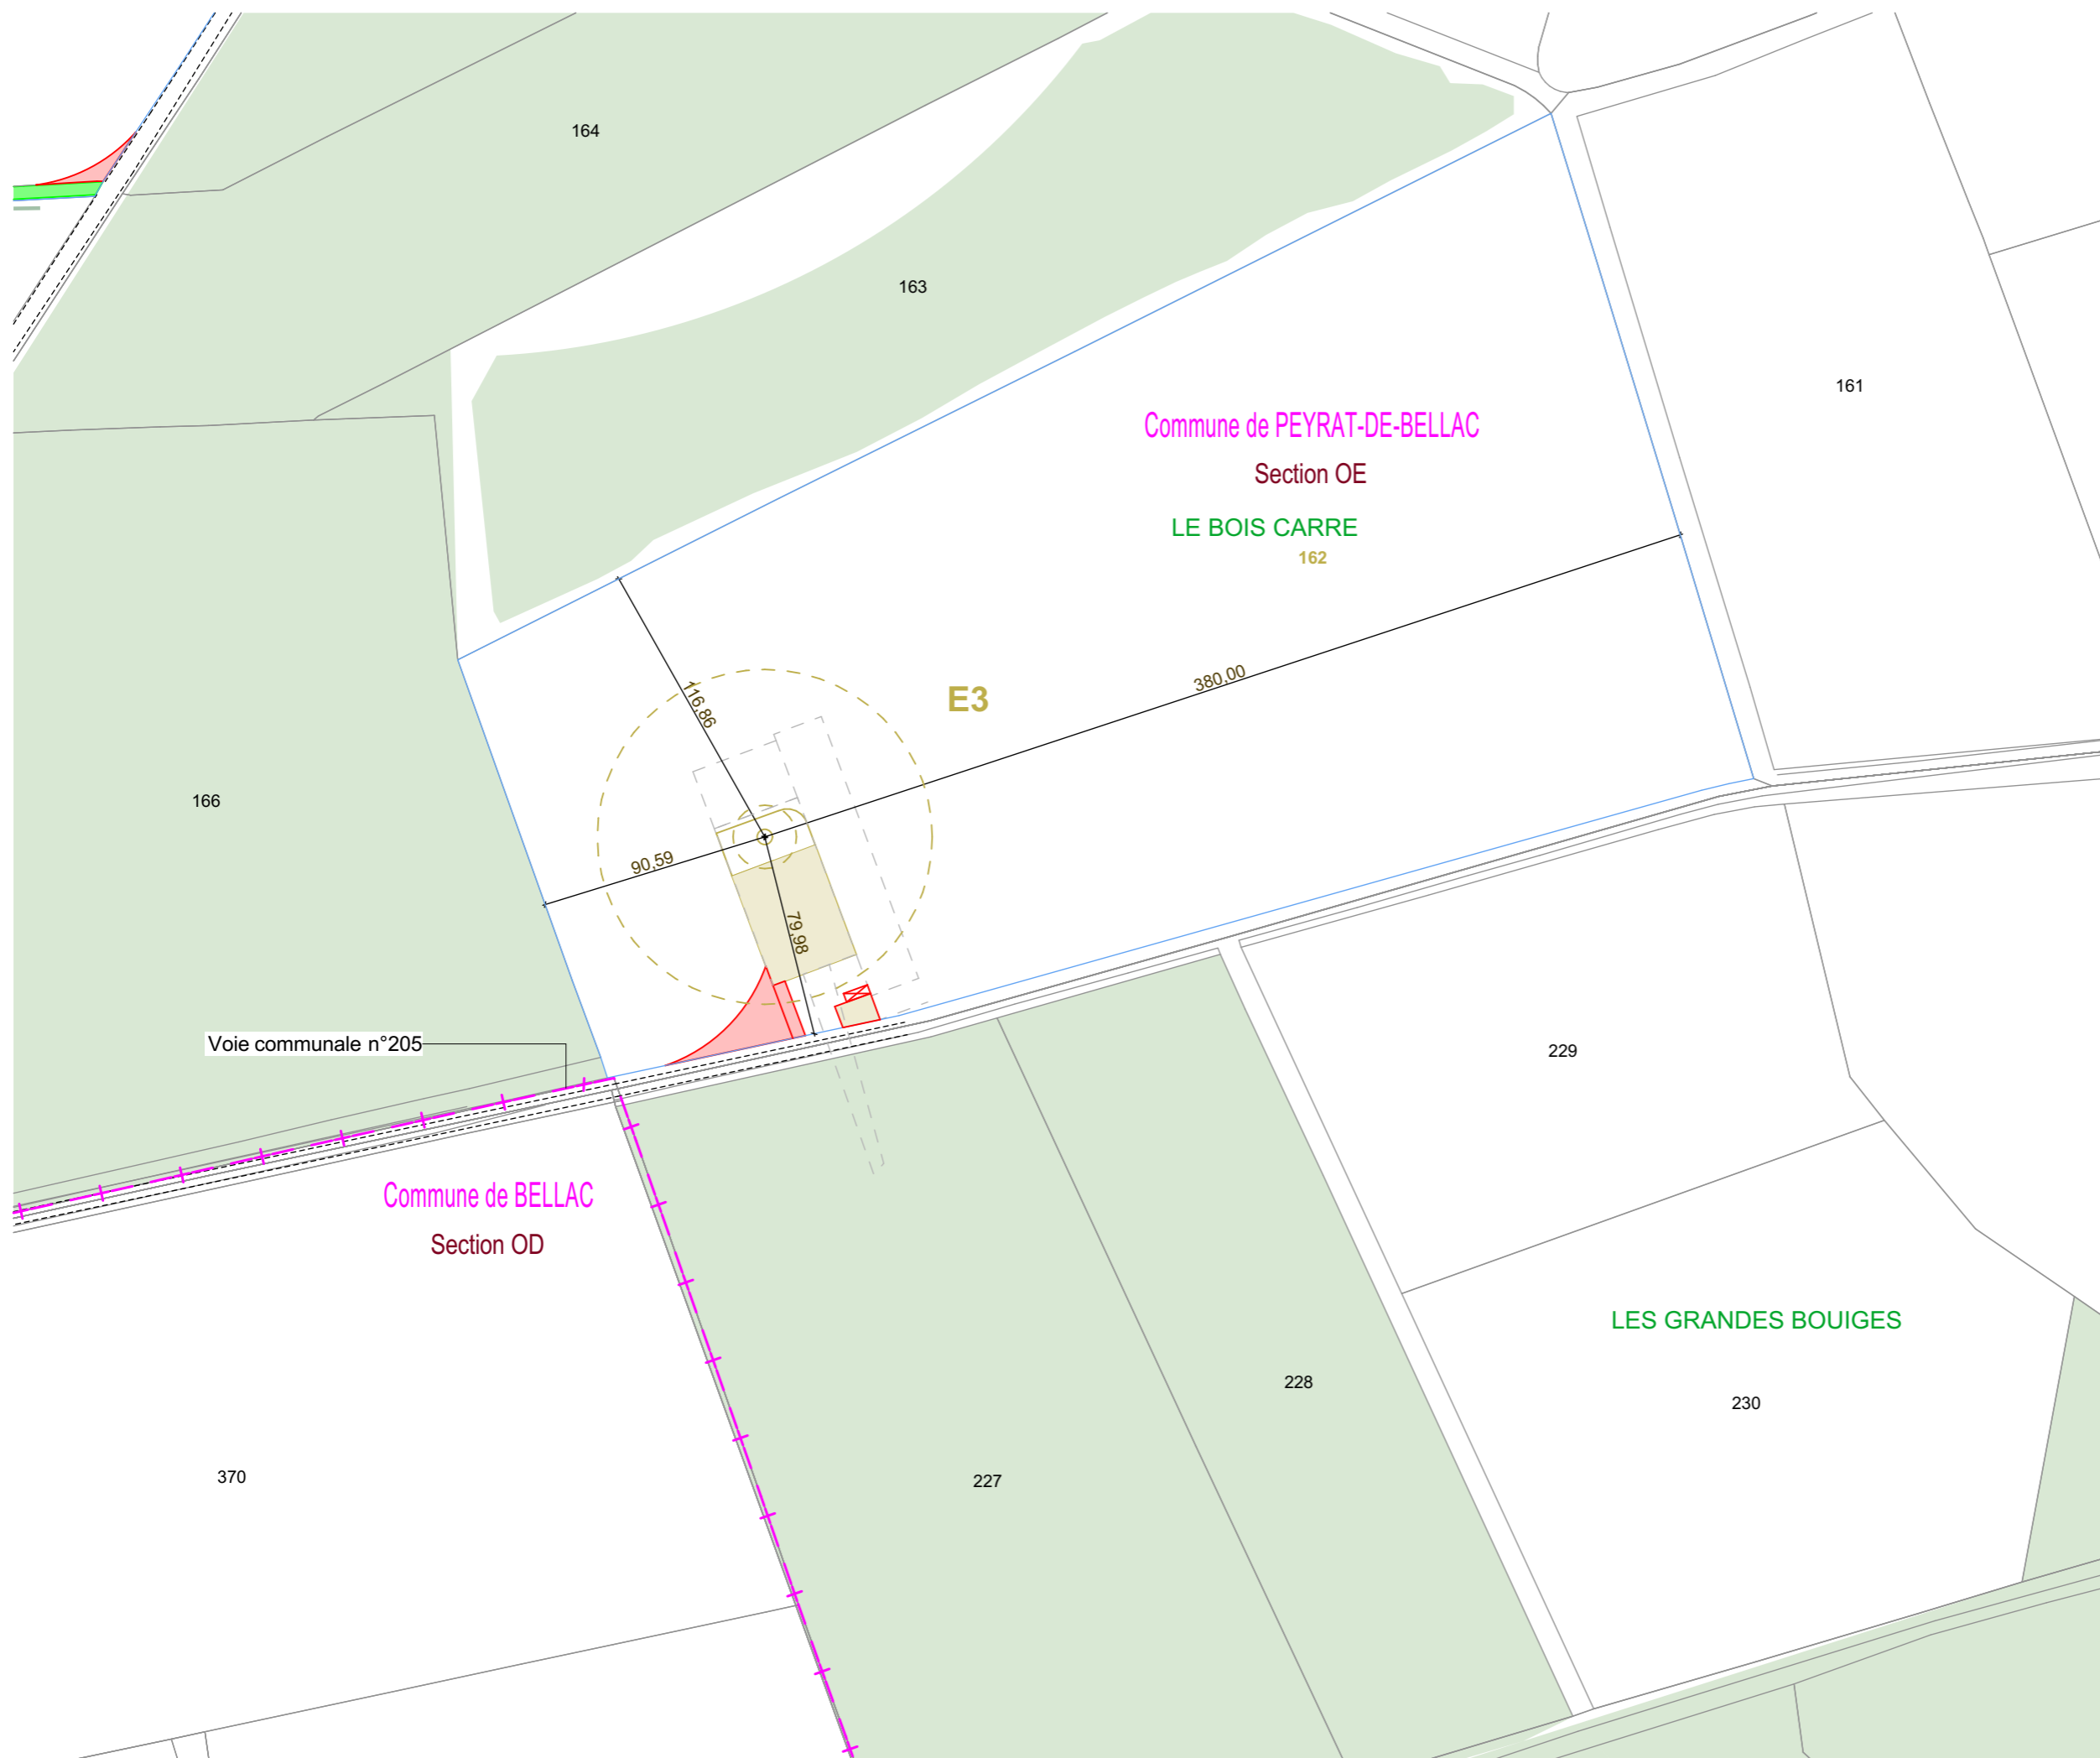 164
163
161
Commune de PEYRAT-DE-BELLAC
Section OE
LE BOIS CARRE
162
116,86
380,00
E3
166
90,59
79,98
Voie communale n°205
229
Commune de BELLAC
Section OD
LES GRANDES BOUIGES
228
230
370
227